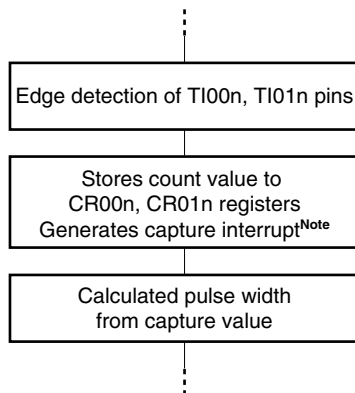 Edge detection of TI00n, TI01n pins
Stores count value to
CR00n, CR01n registers
Generates capture interruptNote
Calculated pulse width
from capture value